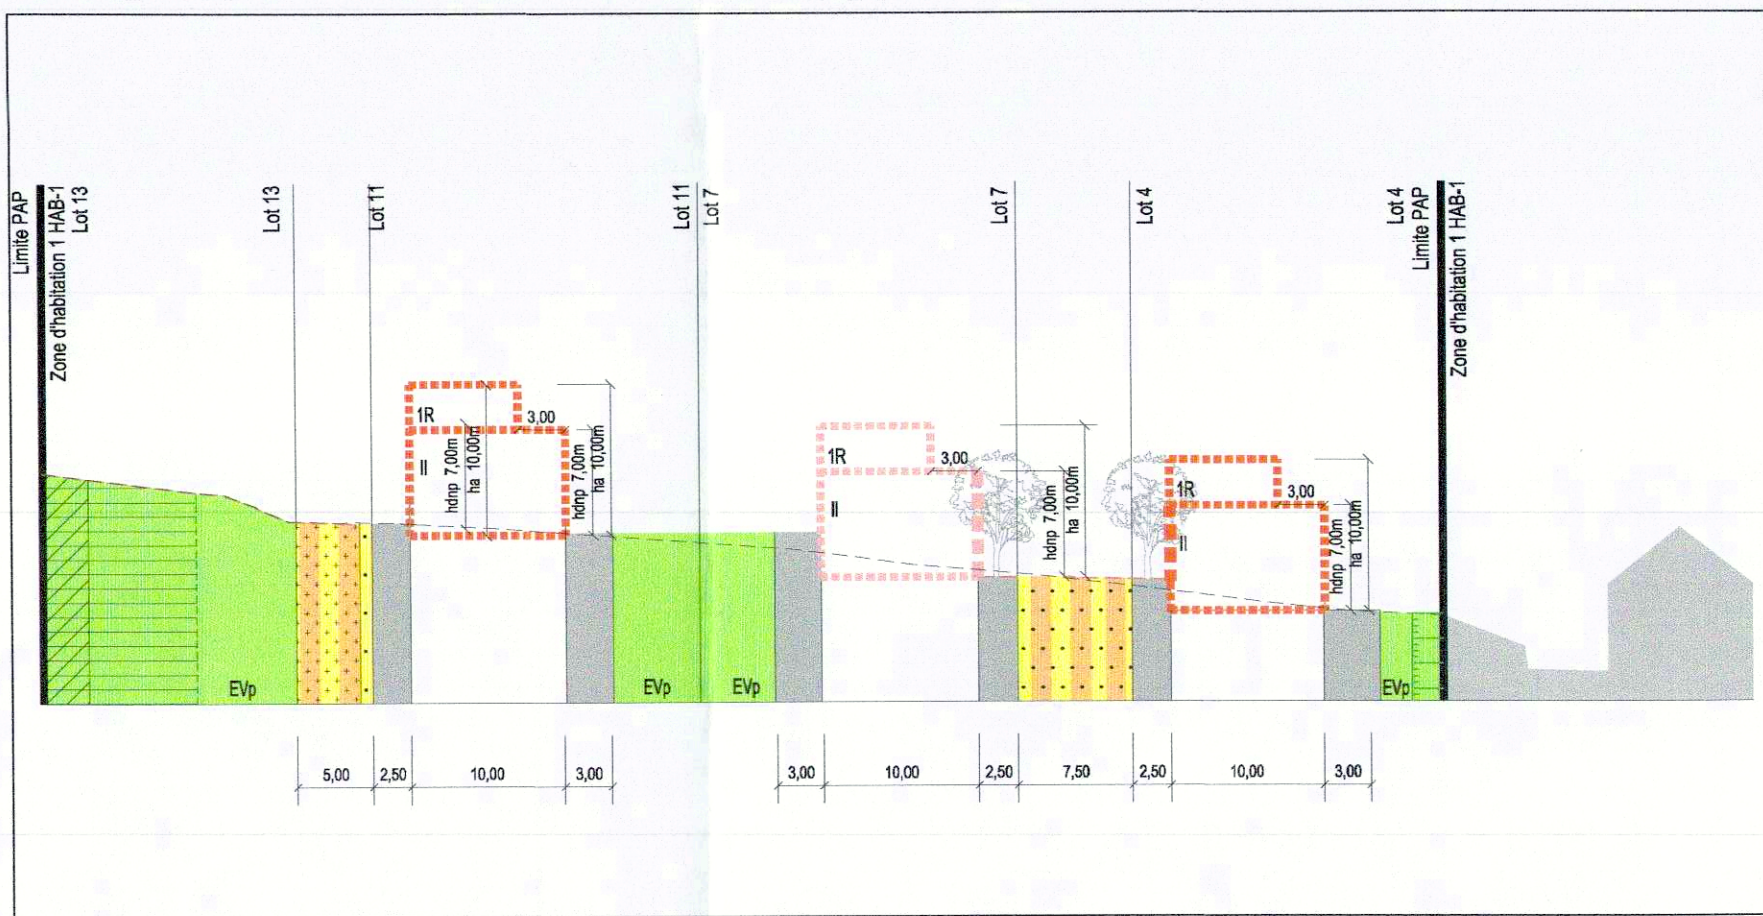 Limite PAP
Zone d'habitation 1 HAB-1
Lot 13
Lot 13
Lot 11
Lot 11
Lot 7
Lot 7
Lot 4
Lot 4
Limite PAP
Zone d'habitation 1 HAB-1
1R
3,00
II
hdnp 7,00m
ha 10,00m
hdnp 7,00m
ha 10,00m
1R
3,00
II
hdnp 7,00m
ha 10,00m
1R
3,00
II
hdnp 7,00m
ha 10,00m
EVp
EVp
EVp
EVp
5,00
2,50
10,00
3,00
3,00
10,00
2,50
7,50
2,50
10,00
3,00